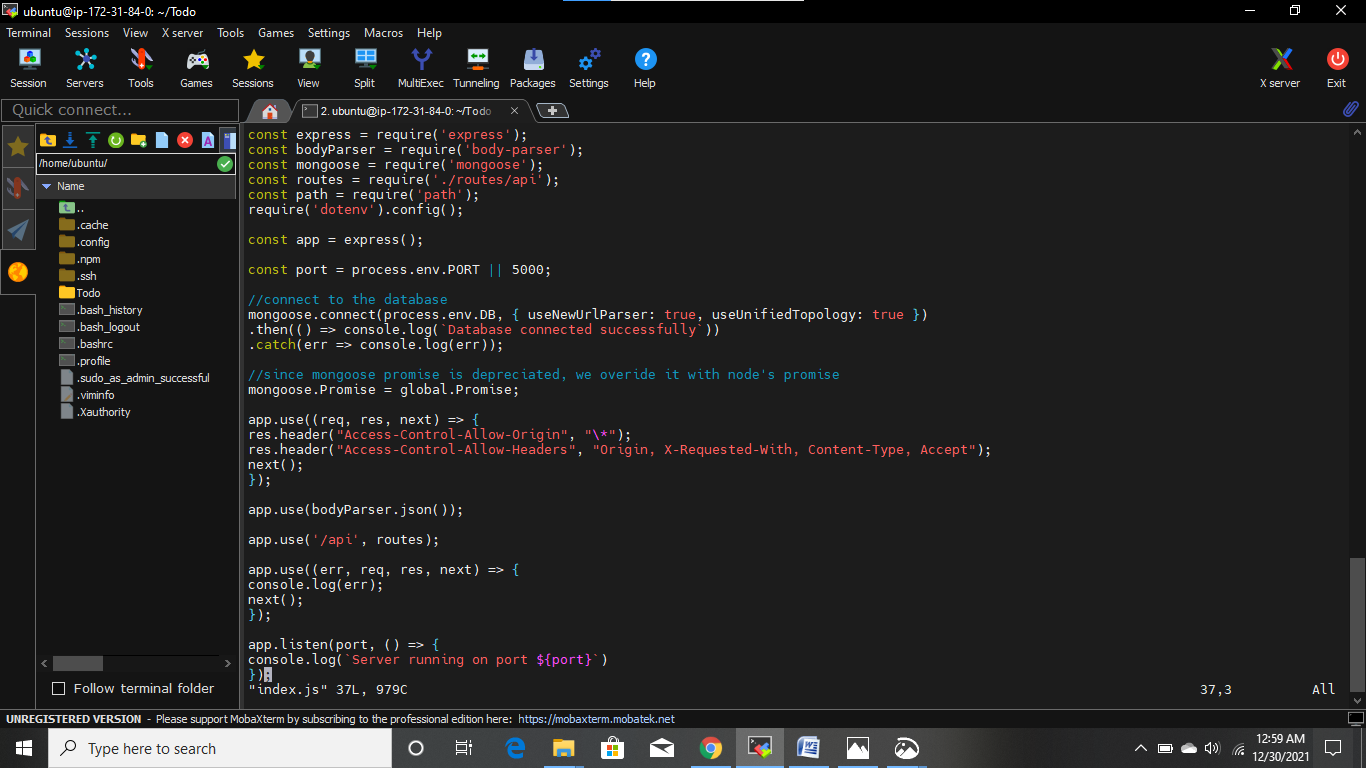 ubuntu@ip-172-31-84-0: ~/Todo
Terminal Sessions View X server Tools Games Settings Macros Help
Session Servers Tools Games Sessions View Split MultiExec Tunneling Packages Settings Help X server Exit
Quick connect...
2. ubuntu@ip-172-31-84-0: ~/Todo
/home/ubuntu/
Name
..
.cache
.config
.npm
.ssh
Todo
.bash_history
.bash_logout
.bashrc
.profile
.sudo_as_admin_successful
.viminfo
.Xauthority
Follow terminal folder
const express = require('express');
const bodyParser = require('body-parser');
const mongoose = require('mongoose');
const routes = require('./routes/api');
const path = require('path');
require('dotenv').config();
const app = express();
const port = process.env.PORT || 5000;
//connect to the database
mongoose.connect(process.env.DB, { useNewUrlParser: true, useUnifiedTopology: true })
.then(() => console.log(`Database connected successfully`))
.catch(err => console.log(err));
//since mongoose promise is depreciated, we overide it with node's promise
mongoose.Promise = global.Promise;
app.use((req, res, next) => {
res.header("Access-Control-Allow-Origin", "\*");
res.header("Access-Control-Allow-Headers", "Origin, X-Requested-With, Content-Type, Accept");
next();
});
app.use(bodyParser.json());
app.use('/api', routes);
app.use((err, req, res, next) => {
console.log(err);
next();
});
app.listen(port, () => {
console.log(`Server running on port ${port}`)
});
"index.js" 37L, 979C 37,3 All
UNREGISTERED VERSION - Please support MobaXterm by subscribing to the professional edition here: https://mobaxterm.mobatek.net
Type here to search
12:59 AM
12/30/2021